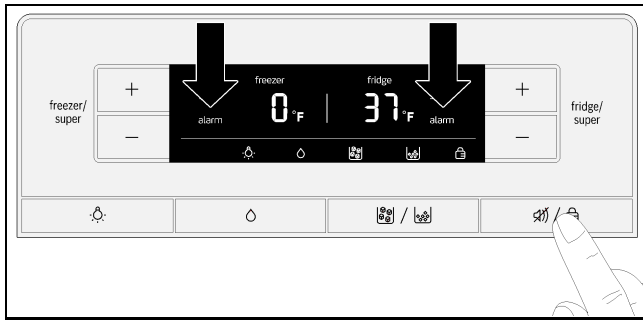 freezer
fridge
freezer/
super
+
−
alarm
0°F
37°F
alarm
+
−
fridge/
super
/
/